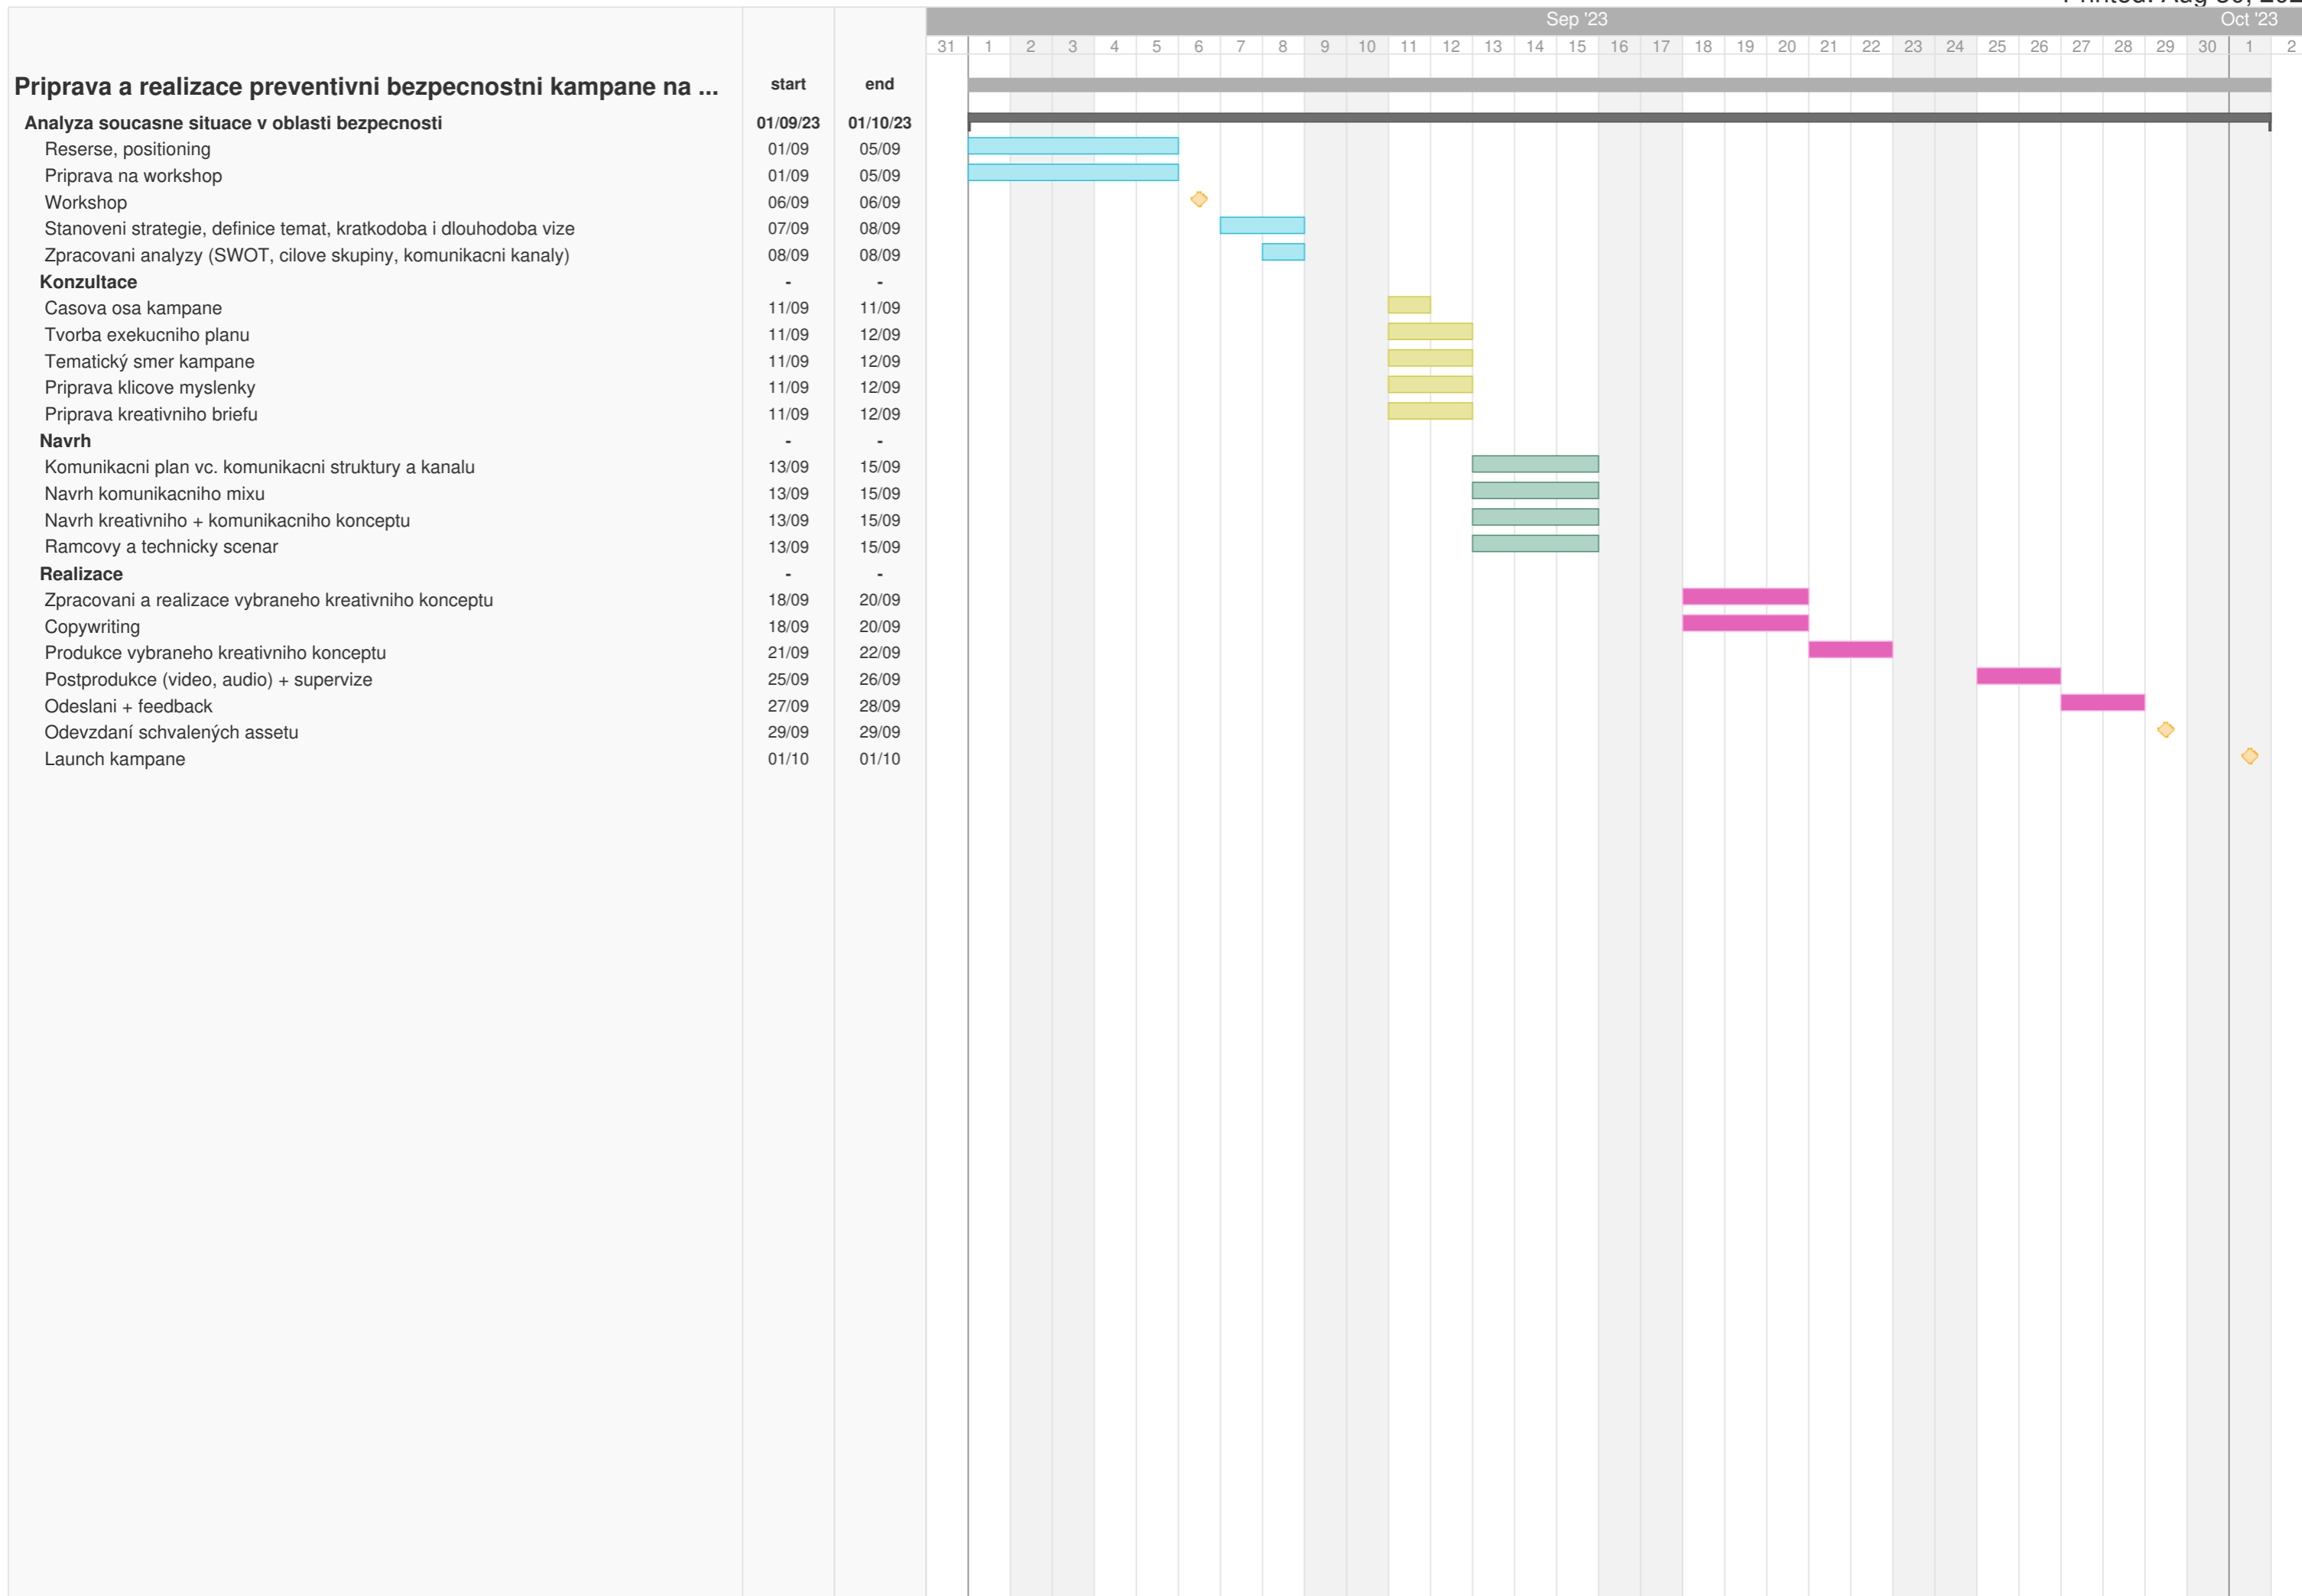 Sep '23 Oct '23
31 1 2 3 4 5 6 7 8 9 10 11 12 13 14 15 16 17 18 19 20 21 22 23 24 25 26 27 28 29 30 1 2
Priprava a realizace preventivni bezpecnostni kampane na ... start end
Analyza soucasne situace v oblasti bezpecnosti 01/09/23 01/10/23
Reserse, positioning 01/09 05/09
Priprava na workshop 01/09 05/09
Workshop 06/09 06/09
Stanoveni strategie, definice temat, kratkodoba i dlouhodoba vize 07/09 08/09
Zpracovani analyzy (SWOT, cilove skupiny, komunikacni kanaly) 08/09 08/09
Konzultace - -
Casova osa kampane 11/09 11/09
Tvorba exekucniho planu 11/09 12/09
Tematický smer kampane 11/09 12/09
Priprava klicove myslenky 11/09 12/09
Priprava kreativniho briefu 11/09 12/09
Navrh - -
Komunikacni plan vc. komunikacni struktury a kanalu 13/09 15/09
Navrh komunikacniho mixu 13/09 15/09
Navrh kreativniho + komunikacniho konceptu 13/09 15/09
Ramcovy a technicky scenar 13/09 15/09
Realizace - -
Zpracovani a realizace vybraneho kreativniho konceptu 18/09 20/09
Copywriting 18/09 20/09
Produkce vybraneho kreativniho konceptu 21/09 22/09
Postprodukce (video, audio) + supervize 25/09 26/09
Odeslani + feedback 27/09 28/09
Odevzdaní schvalených assetu 29/09 29/09
Launch kampane 01/10 01/10